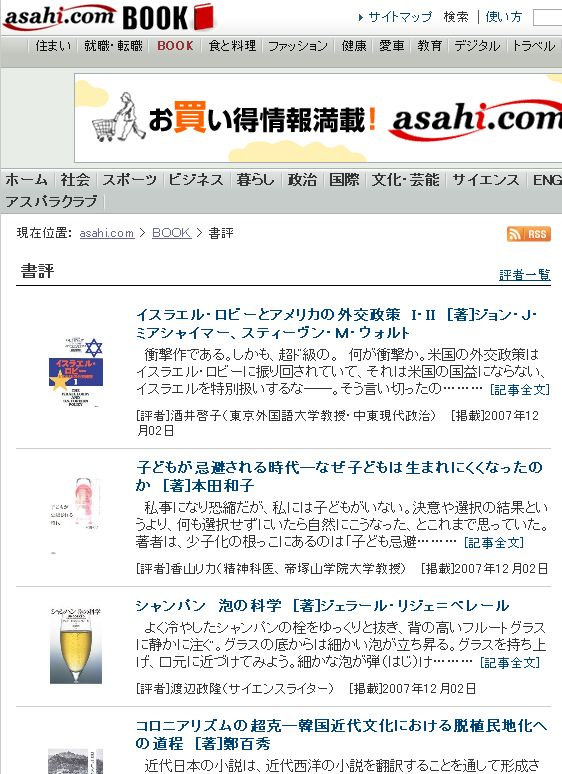 asahi.com BOOK
サイトマップ 検索 使い方
住まい 就職・転職 BOOK 食と料理 ファッション 健康 愛車 教育 デジタル トラベル
お買い得情報満載! asahi.com
ホーム 社会 スポーツ ビジネス 暮らし 政治 国際 文化・芸能 サイエンス ENG
アスパラクラブ
現在位置: asahi.com > BOOK > 書評
RSS
書評
評者一覧
イスラエル・ロビーとアメリカの外交政策 I・II [著]ジョン・J・
ミアシャイマー、スティーヴン・M・ウォルト
衝撃作である。しかも、超ド級の。 何が衝撃か。米国の外交政策は
イスラエル・ロビーに振り回されていて、それは米国の国益にならない、
イスラエルを特別扱いするな――。そう言い切ったの……… [記事全文]
[評者]酒井啓子(東京外国語大学教授・中東現代政治) [掲載]2007年12
月02日
子どもが忌避される時代―なぜ子どもは生まれにくくなったの
か [著]本田和子
私事になり恐縮だが、私には子どもがいない。決意や選択の結果とい
うより、何も選択せずにいたら自然にこうなった、とこれまで思っていた。
著者は、少子化の根っこにあるのは「子ども忌避……… [記事全文]
[評者]香山リカ(精神科医、帝塚山学院大学教授) [掲載]2007年12月02日
シャンパン 泡の科学 [著]ジェラール・リジェ=ベレール
よく冷やしたシャンパンの栓をゆっくりと抜き、背の高いフルートグラス
に静かに注ぐ。グラスの底からは細かい泡が立ち昇る。グラスを持ち上
げ、口元に近づけてみよう。細かな泡が弾(はじ)け……… [記事全文]
[評者]渡辺政隆(サイエンスライター) [掲載]2007年12月02日
コロニアリズムの超克―韓国近代文化における脱植民地化へ
の道程 [著]鄭百秀
近代日本の小説は、近代西洋の小説を翻訳することを通して形成さ